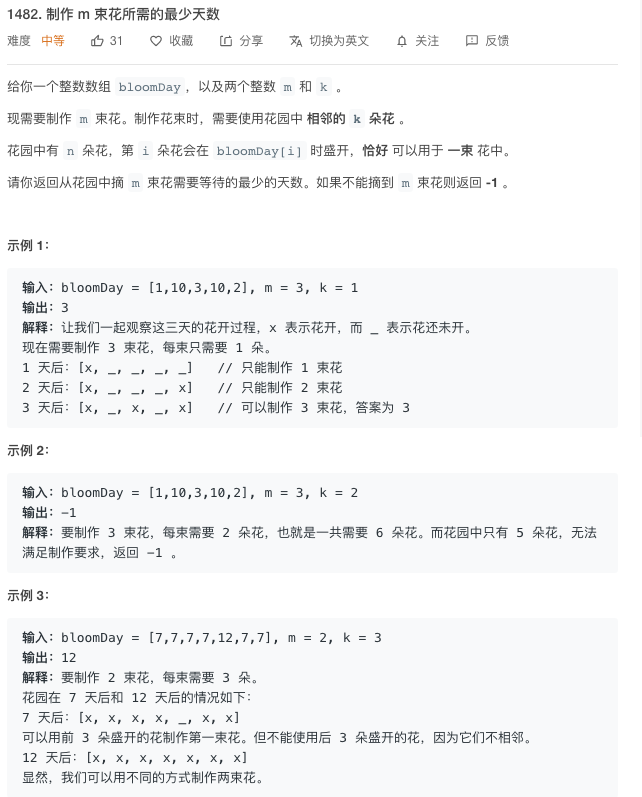 1482. 制作 m 束花所需的最少天数
难度 中等 31 收藏 分享 切换为英文 关注 反馈
给你一个整数数组 bloomDay，以及两个整数 m 和 k 。
现需要制作 m 束花。制作花束时，需要使用花园中 相邻的 k 朵花 。
花园中有 n 朵花，第 i 朵花会在 bloomDay[i] 时盛开，恰好 可以用于 一束 花中。
请你返回从花园中摘 m 束花需要等待的最少的天数。如果不能摘到 m 束花则返回 -1 。
示例 1：
输入：bloomDay = [1,10,3,10,2], m = 3, k = 1
输出：3
解释：让我们一起观察这三天的花开过程，x 表示花开，而 _ 表示花还未开。
现在需要制作 3 束花，每束只需要 1 朵。
1 天后：[x, _, _, _, _]   // 只能制作 1 束花
2 天后：[x, _, _, _, x]   // 只能制作 2 束花
3 天后：[x, _, x, _, x]   // 可以制作 3 束花，答案为 3
示例 2：
输入：bloomDay = [1,10,3,10,2], m = 3, k = 2
输出：-1
解释：要制作 3 束花，每束需要 2 朵花，也就是一共需要 6 朵花。而花园中只有 5 朵花，无法
满足制作要求，返回 -1 。
示例 3：
输入：bloomDay = [7,7,7,7,12,7,7], m = 2, k = 3
输出：12
解释：要制作 2 束花，每束需要 3 朵。
花园在 7 天后和 12 天后的情况如下：
7 天后：[x, x, x, x, _, x, x]
可以用前 3 朵盛开的花制作第一束花。但不能使用后 3 朵盛开的花，因为它们不相邻。
12 天后：[x, x, x, x, x, x, x]
显然，我们可以用不同的方式制作两束花。